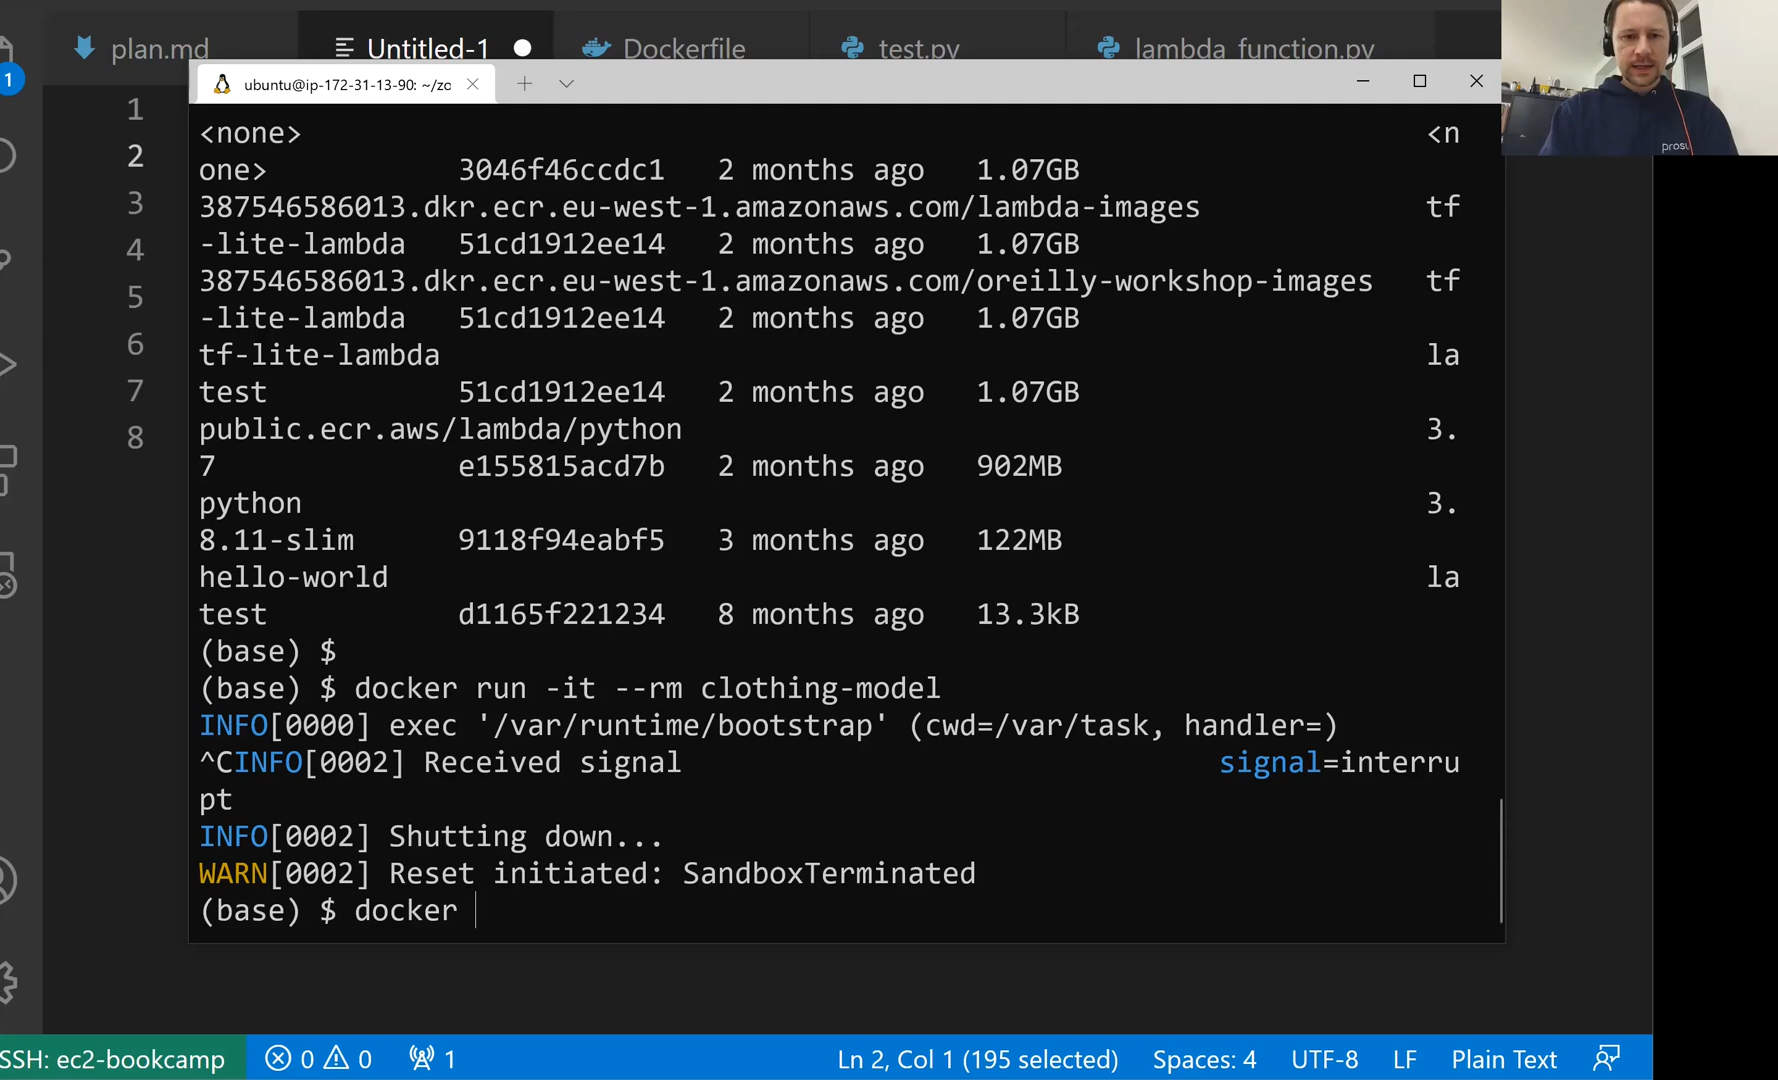 plan.md
Untitled-1
Dockerfile
test.py
lambda_function.py
ubuntu@ip-172-31-13-90: ~/zo
1
1
2
3
4
5
6
7
8
<none> <n
one> 3046f46ccdc1 2 months ago 1.07GB
387546586013.dkr.ecr.eu-west-1.amazonaws.com/lambda-images tf
-lite-lambda 51cd1912ee14 2 months ago 1.07GB
387546586013.dkr.ecr.eu-west-1.amazonaws.com/oreilly-workshop-images tf
-lite-lambda 51cd1912ee14 2 months ago 1.07GB
tf-lite-lambda la
test 51cd1912ee14 2 months ago 1.07GB
public.ecr.aws/lambda/python 3.
7 e155815acd7b 2 months ago 902MB
python 3.
8.11-slim 9118f94eabf5 3 months ago 122MB
hello-world la
test d1165f221234 8 months ago 13.3kB
(base) $
(base) $ docker run -it --rm clothing-model
INFO[0000] exec '/var/runtime/bootstrap' (cwd=/var/task, handler=)
^CINFO[0002] Received signal signal=interru
pt
INFO[0002] Shutting down...
WARN[0002] Reset initiated: SandboxTerminated
(base) $ docker
SSH: ec2-bookcamp 0 0 1 Ln 2, Col 1 (195 selected) Spaces: 4 UTF-8 LF Plain Text